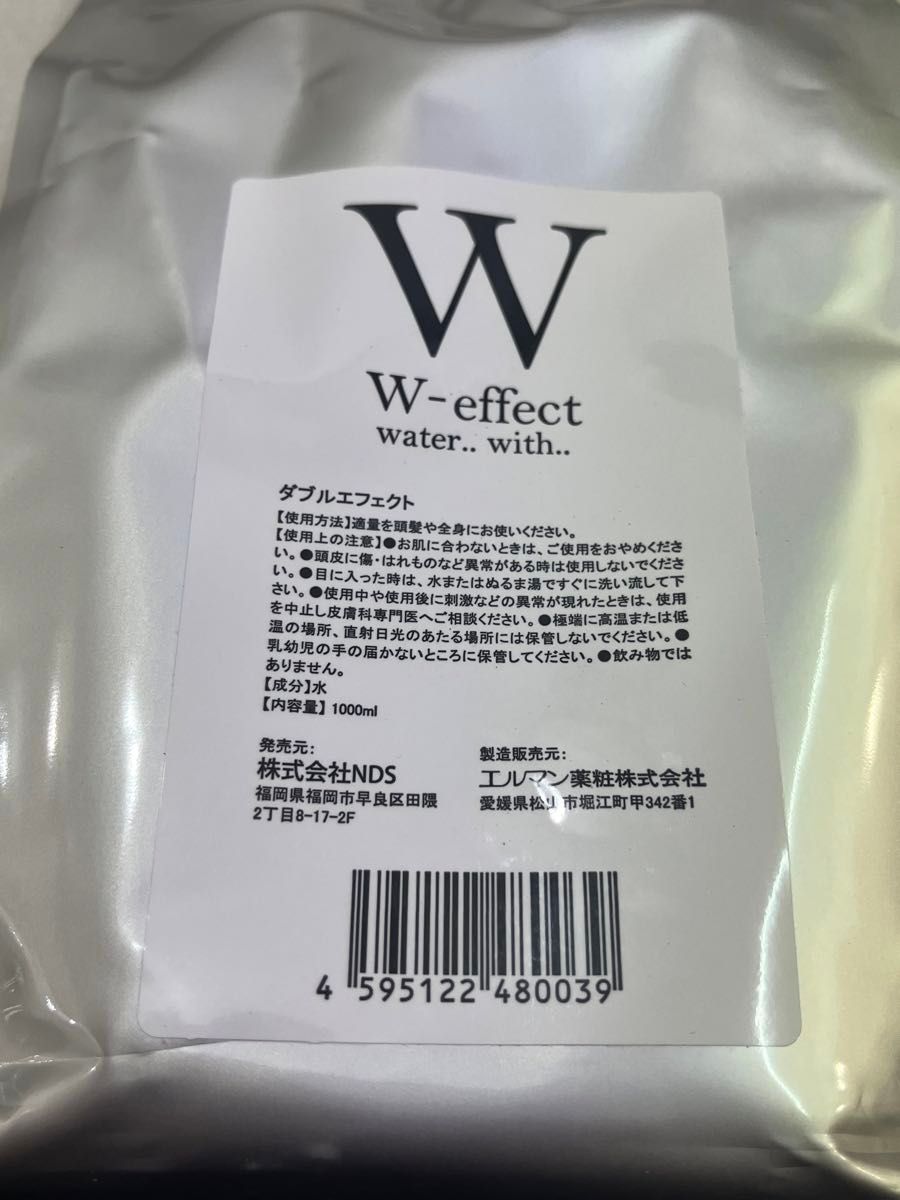 W
W-effect
water.. with..
ダブルエフェクト
【使用方法】適量を頭髪や全身にお使いください。
【使用上の注意】●お肌に合わないときは、ご使用をおやめくださ
い。●頭皮に傷・はれものなど異常がある時は使用しないでくださ
い。●目に入った時は、水またはぬるま湯ですぐに洗い流して下
さい。●使用中や使用後に刺激などの異常が現れたときは、使用
を中止し皮膚科専門医へご相談ください。●極端に高温または低
温の場所、直射日光のあたる場所には保管しないでください。●
乳幼児の手の届かないところに保管してください。●飲み物では
ありません。
【成分】水
【内容量】 1000ml
発売元:
株式会社NDS
福岡県福岡市早良区田隈
2丁目8-17-2F
製造販売元:
エルマン薬粧株式会社
愛媛県松山市堀江町甲342番1
4 595122 480039